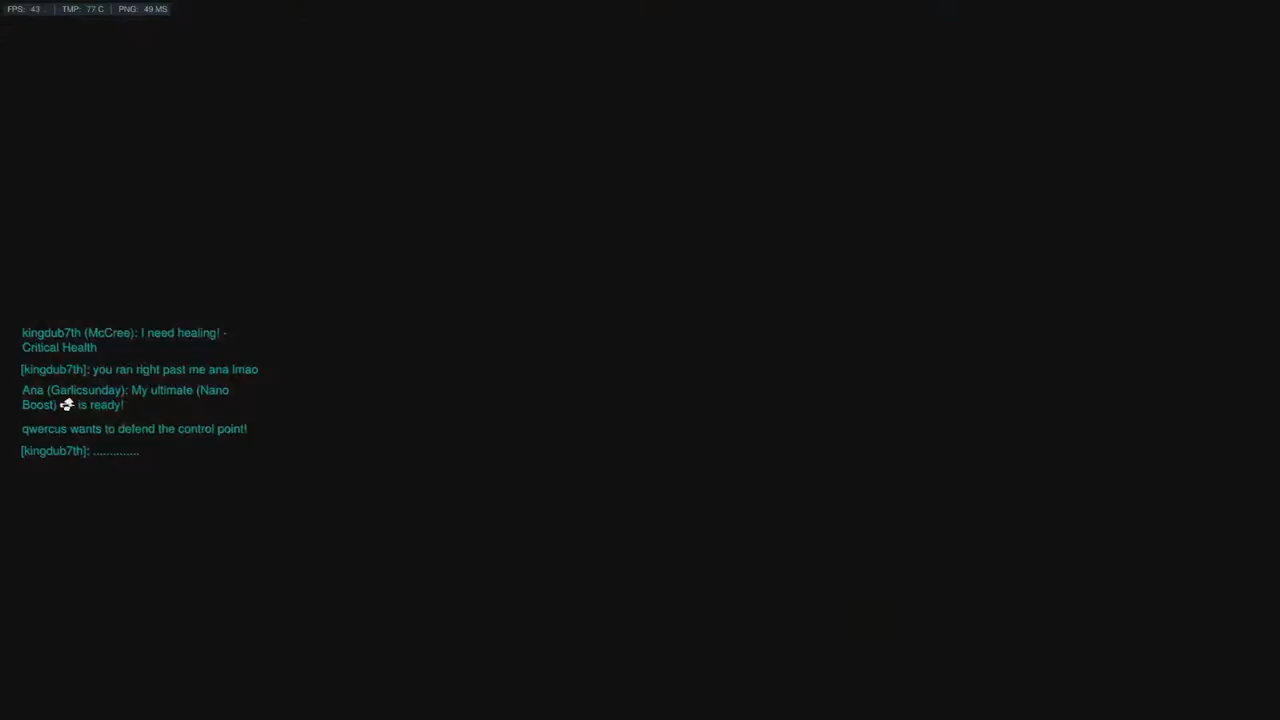 FPS: 43 | TMP: 77 C | PNG: 49 MS
kingdub7th (McCree): I need healing! -
Critical Health
[kingdub7th]: you ran right past me ana lmao
Ana (Garlicsunday): My ultimate (Nano
Boost) is ready!
qwercus wants to defend the control point!
[kingdub7th]: ..............